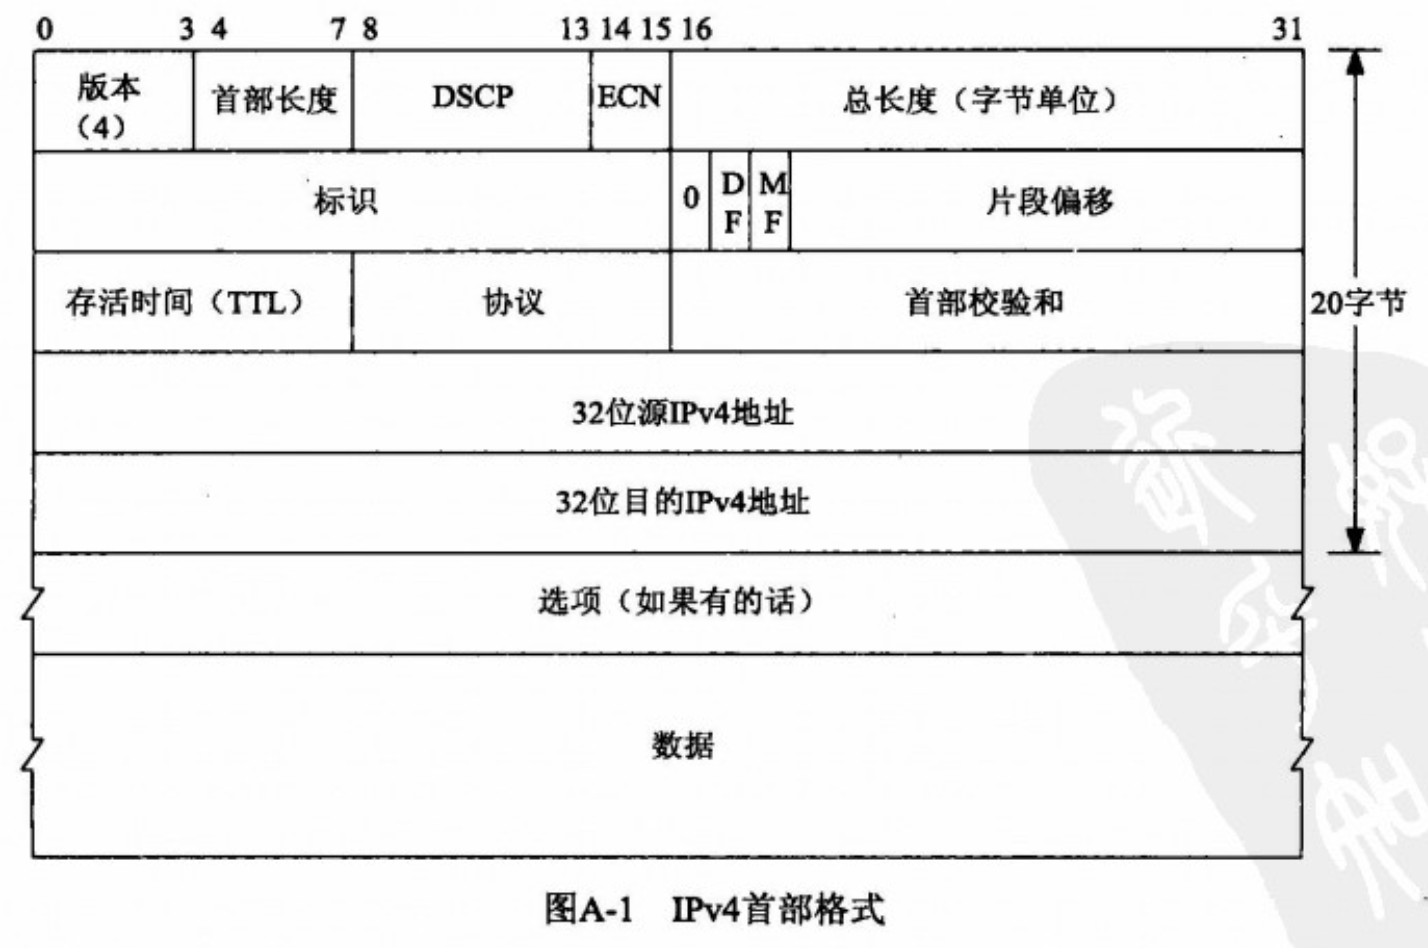 0 3 4 7 8 13 14 15 16 31
版本
（4）
首部长度
DSCP
ECN
总长度（字节单位）
标识
0
D
F
M
F
片段偏移
存活时间（TTL）
协议
首部校验和
20字节
32位源IPv4地址
32位目的IPv4地址
选项（如果有的话）
数据
图A-1 IPv4首部格式